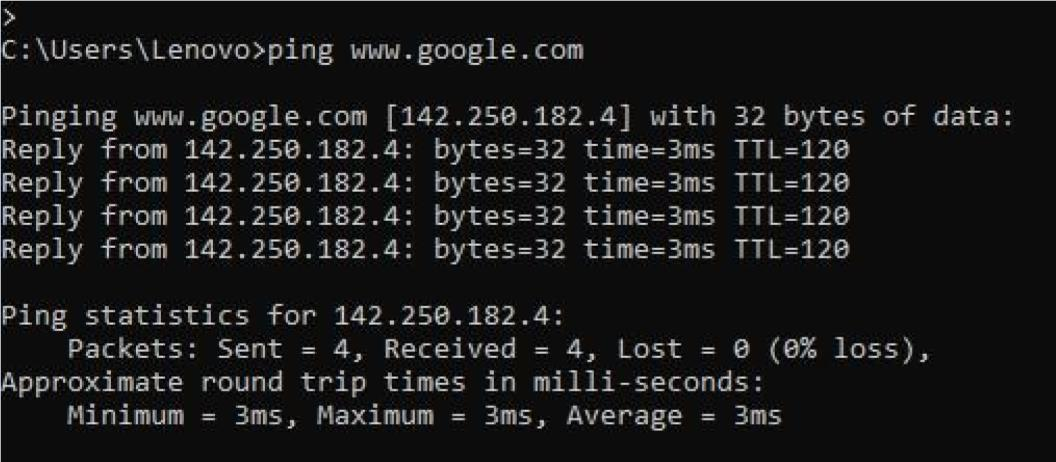 >
C:\Users\Lenovo>ping www.google.com
Pinging www.google.com [142.250.182.4] with 32 bytes of data:
Reply from 142.250.182.4: bytes=32 time=3ms TTL=120
Reply from 142.250.182.4: bytes=32 time=3ms TTL=120
Reply from 142.250.182.4: bytes=32 time=3ms TTL=120
Reply from 142.250.182.4: bytes=32 time=3ms TTL=120
Ping statistics for 142.250.182.4:
    Packets: Sent = 4, Received = 4, Lost = 0 (0% loss),
Approximate round trip times in milli-seconds:
    Minimum = 3ms, Maximum = 3ms, Average = 3ms